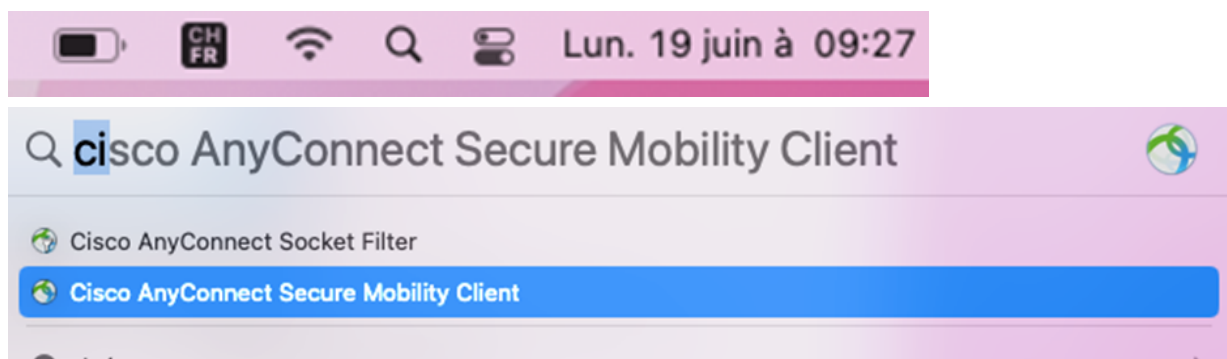 CH
FR
Lun. 19 juin à 09:27
cisco AnyConnect Secure Mobility Client
Cisco AnyConnect Socket Filter
Cisco AnyConnect Secure Mobility Client